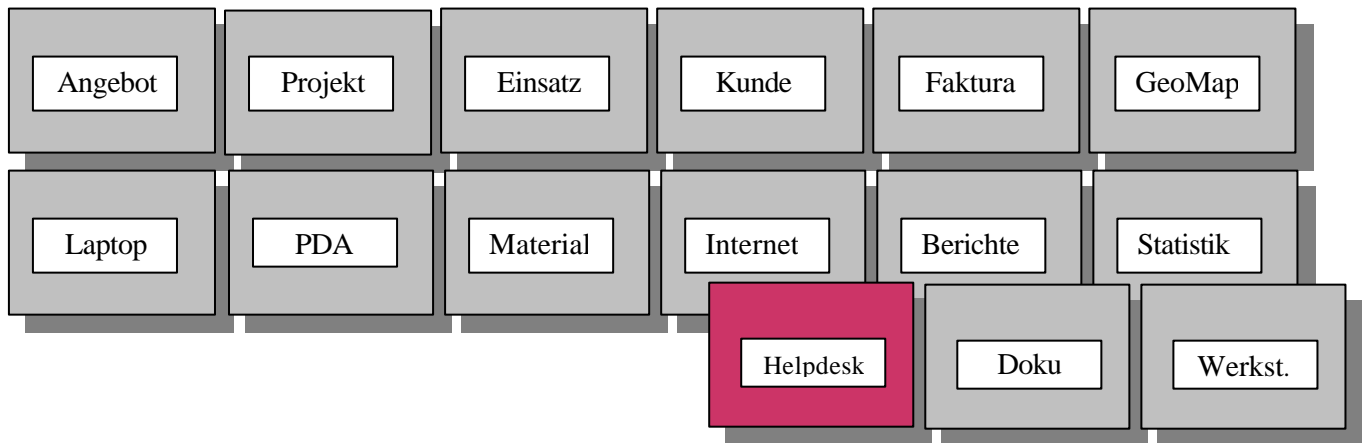 Angebot Projekt Einsatz Kunde Faktura GeoMap
Laptop PDA Material Internet Berichte Statistik
Helpdesk Doku Werkst.